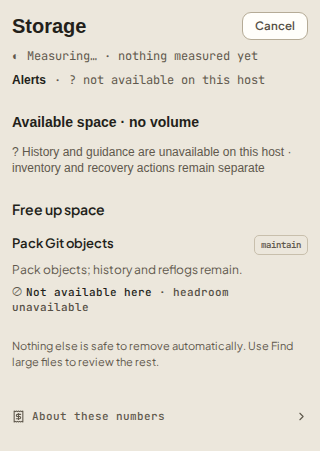 Storage
Cancel
Measuring… · nothing measured yet
Alerts · ? not available on this host
Available space · no volume
? History and guidance are unavailable on this host ·
inventory and recovery actions remain separate
Free up space
Pack Git objects
maintain
Pack objects; history and reflogs remain.
Not available here · headroom
unavailable
Nothing else is safe to remove automatically. Use Find
large files to review the rest.
About these numbers